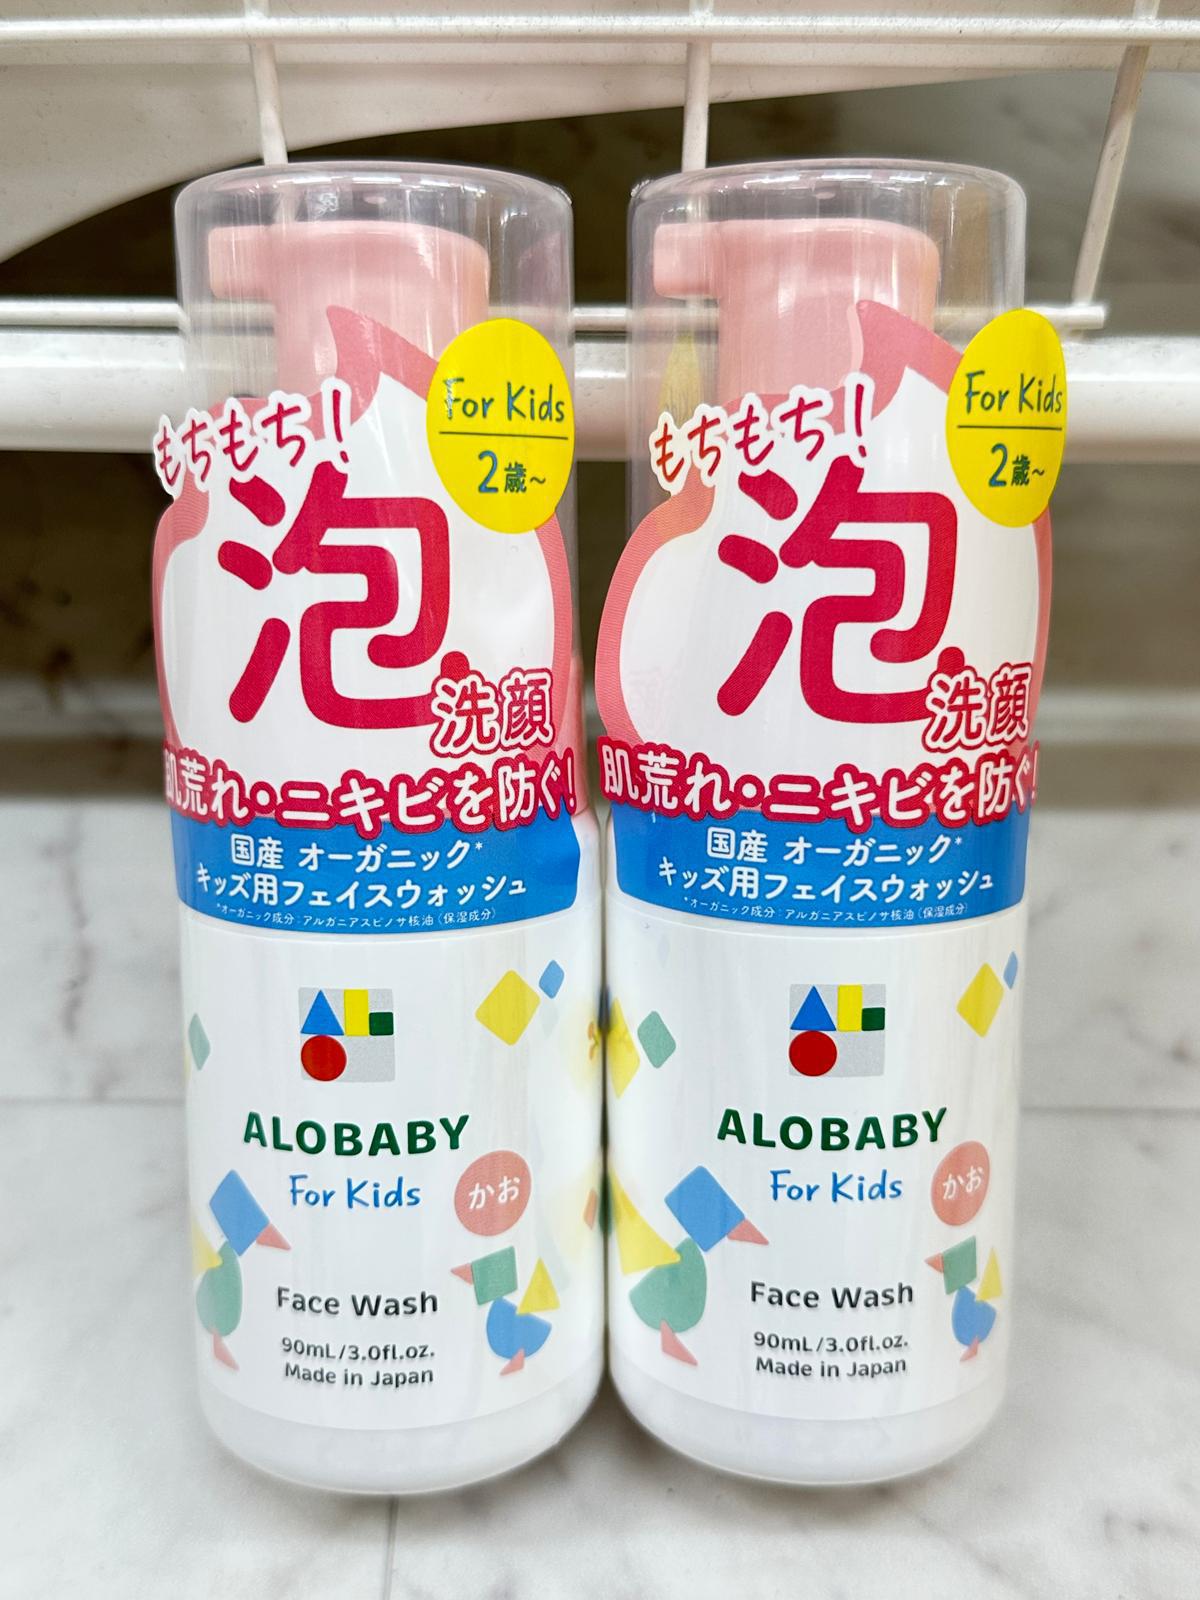 For Kids
2歳~
もちもち!
泡
洗顔
肌荒れ・ニキビを防ぐ!
国産 オーガニック*
キッズ用フェイスウォッシュ
*オーガニック成分:アルガニアスピノサ核油(保湿成分)
ALOBABY
For Kids
かお
Face Wash
90mL/3.0fl.oz.
Made in Japan
For Kids
2歳~
もちもち!
泡
洗顔
肌荒れ・ニキビを防ぐ!
国産 オーガニック*
キッズ用フェイスウォッシュ
*オーガニック成分:アルガニアスピノサ核油(保湿成分)
ALOBABY
For Kids
かお
Face Wash
90mL/3.0fl.oz.
Made in Japan